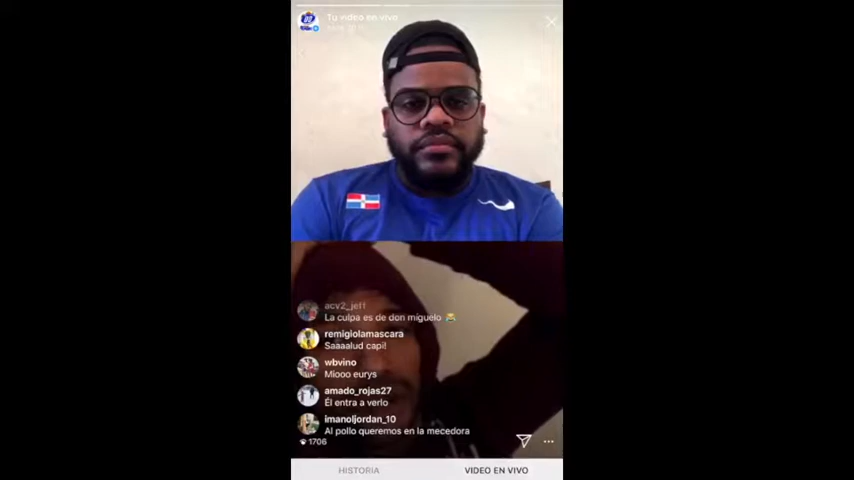 Tu video en vivo
acv2_jeff
La culpa es de don miguelo 😂
remigiolamascara
Saaaalud capi!
wbvino
Miooo eurys
amado_rojas27
Él entra a verlo
imanoljordan_10
Al pollo queremos en la mecedora
1706
HISTORIA
VIDEO EN VIVO